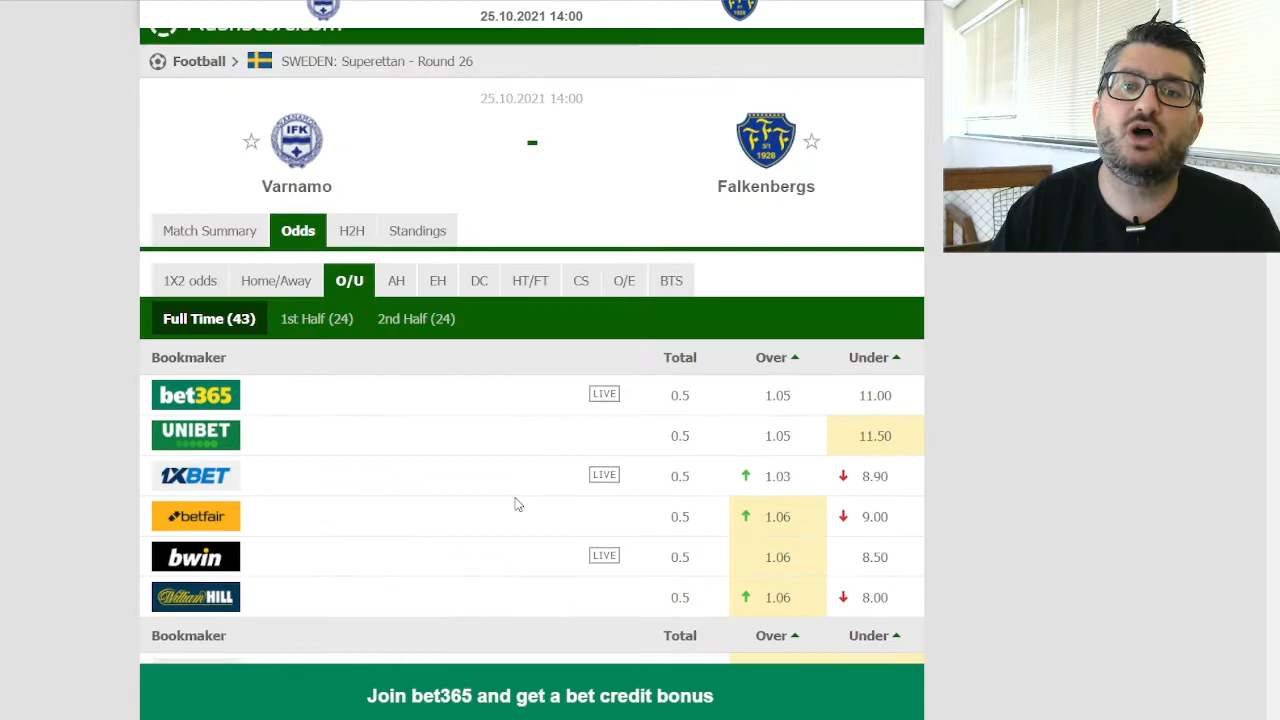 25.10.2021 14:00
Football > SWEDEN: Superettan - Round 26
25.10.2021 14:00
IFK
FFF
3/1
1928
-
Varnamo Falkenbergs
Match Summary Odds H2H Standings
1X2 odds Home/Away O/U AH EH DC HT/FT CS O/E BTS
Full Time (43) 1st Half (24) 2nd Half (24)
Bookmaker Total Over Under
bet365 LIVE 0.5 1.05 11.00
UNIBET 0.5 1.05 11.50
1XBET LIVE 0.5 1.03 8.90
betfair 0.5 1.06 9.00
bwin LIVE 0.5 1.06 8.50
William HILL 0.5 1.06 8.00
Bookmaker Total Over Under
Join bet365 and get a bet credit bonus